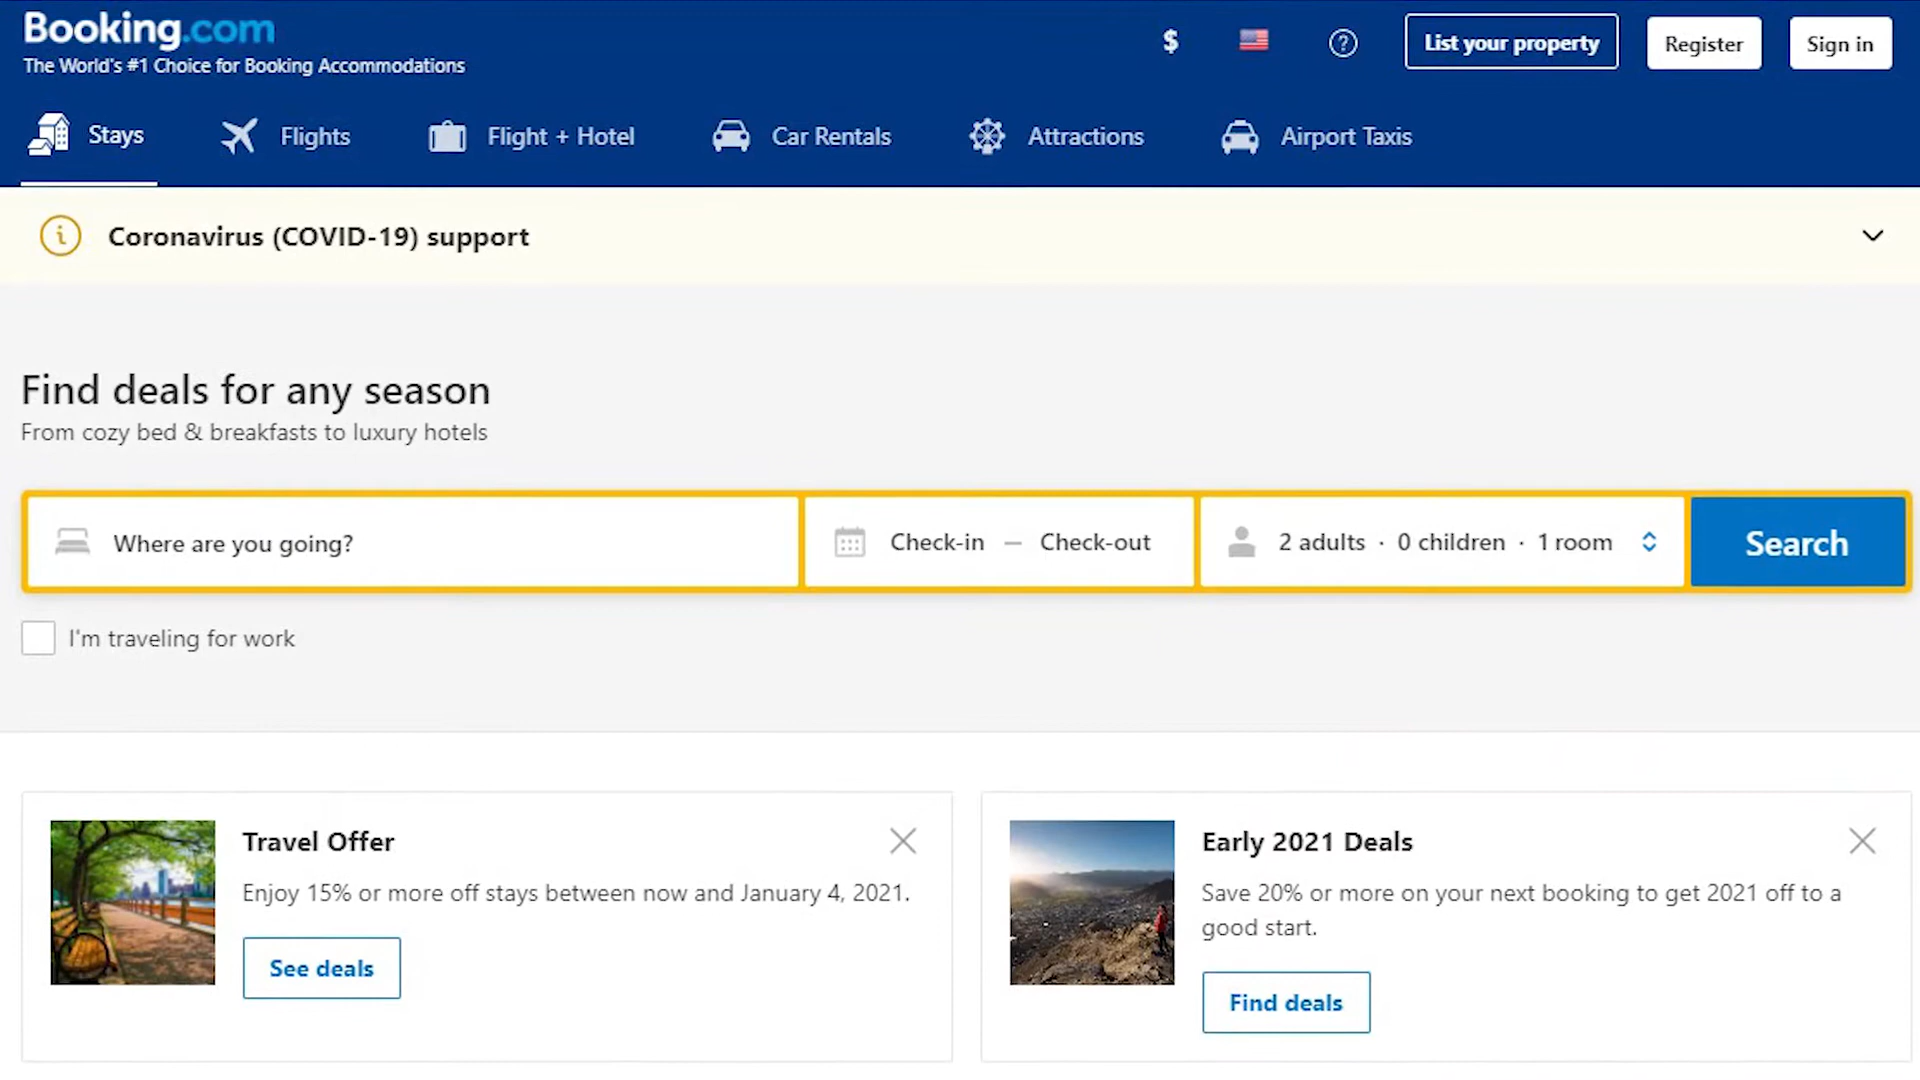 Booking.com
The World's #1 Choice for Booking Accommodations
$
List your property
Register
Sign in
Stays
Flights
Flight + Hotel
Car Rentals
Attractions
Airport Taxis
Coronavirus (COVID-19) support
Find deals for any season
From cozy bed & breakfasts to luxury hotels
Where are you going?
Check-in — Check-out
2 adults · 0 children · 1 room
Search
I'm traveling for work
Travel Offer
Enjoy 15% or more off stays between now and January 4, 2021.
See deals
Early 2021 Deals
Save 20% or more on your next booking to get 2021 off to a
good start.
Find deals